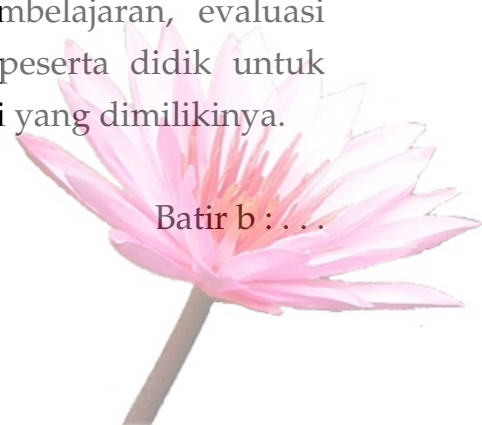 mbelajaran, evaluasi
peserta didik untuk
i yang dimilikinya.
Batir b : . . .